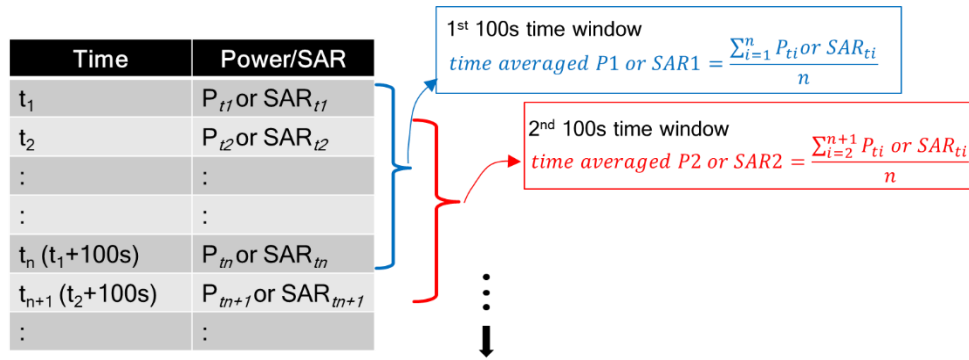 1st 100s time window
time averaged P1 or SAR1 = ∑ⁿᵢ₌₁ Pti or SARti / n
2nd 100s time window
time averaged P2 or SAR2 = ∑ⁿ⁺¹ᵢ₌₂ Pti or SARti / n
Time Power/SAR
t1 Pt1 or SARt1
t2 Pt2 or SARt2
: :
: :
tn (t1+100s) Ptn or SARtn
tn+1 (t2+100s) Ptn+1 or SARtn+1
: :